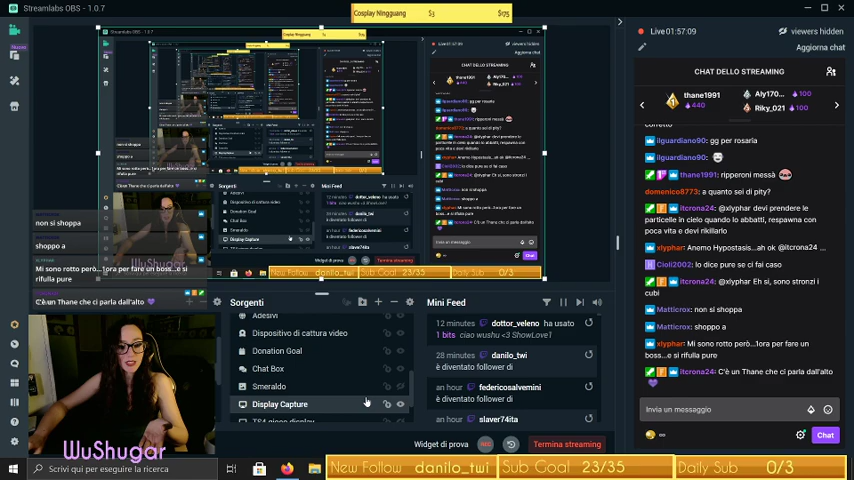 Streamlabs OBS - 1.0.7
Cosplay Ningguang $3 $175
Live 01:57:09 viewers hidden
Aggiorna chat
CHAT DELLO STREAMING
thane1991
440
Aly170... 100
Riky_021 100
ilguardiano90: gg per rosaria
ilguardiano90:
thane1991: ripperoni messà
domenico8773: a quanto sei di pity?
itcrona24: @xlyphar devi prendere le
particelle in cielo quando lo abbatti, respawna con
poca vita e devi rikillarlo
xlyphar: Anemo Hypostasis...ah ok @itcrona24 ...
Cioli2002: lo dice pure se ci fai caso
itcrona24: @xlyphar Eh sì, sono stronzi i
cubi
Matticrox: non si shoppa
Matticrox: shoppo a
xlyphar: Mi sono rotto però...1ora per fare un
boss...e si rifulla pure
itcrona24: C'è un Thane che ci parla dall'alto
Invia un messaggio
Chat
non si shoppa
shoppo a
Mi sono rotto però...1ora per fare un boss...e si
rifulla pure
C'è un Thane che ci parla dall'alto
Sorgenti
Adesivi
Dispositivo di cattura video
Donation Goal
Chat Box
Smeraldo
Display Capture
Mini Feed
12 minutes dottor_veleno ha usato
1 bits ciao wushu <3 ShowLove1
28 minutes danilo_twi
è diventato follower di
an hour federicosalvemini
è diventato follower di
an hour slaver74ita
Widget di prova REC Termina streaming
WuShugar
Scrivi qui per eseguire la ricerca
New Follow danilo_twi Sub Goal 23/35 Daily Sub 0/3